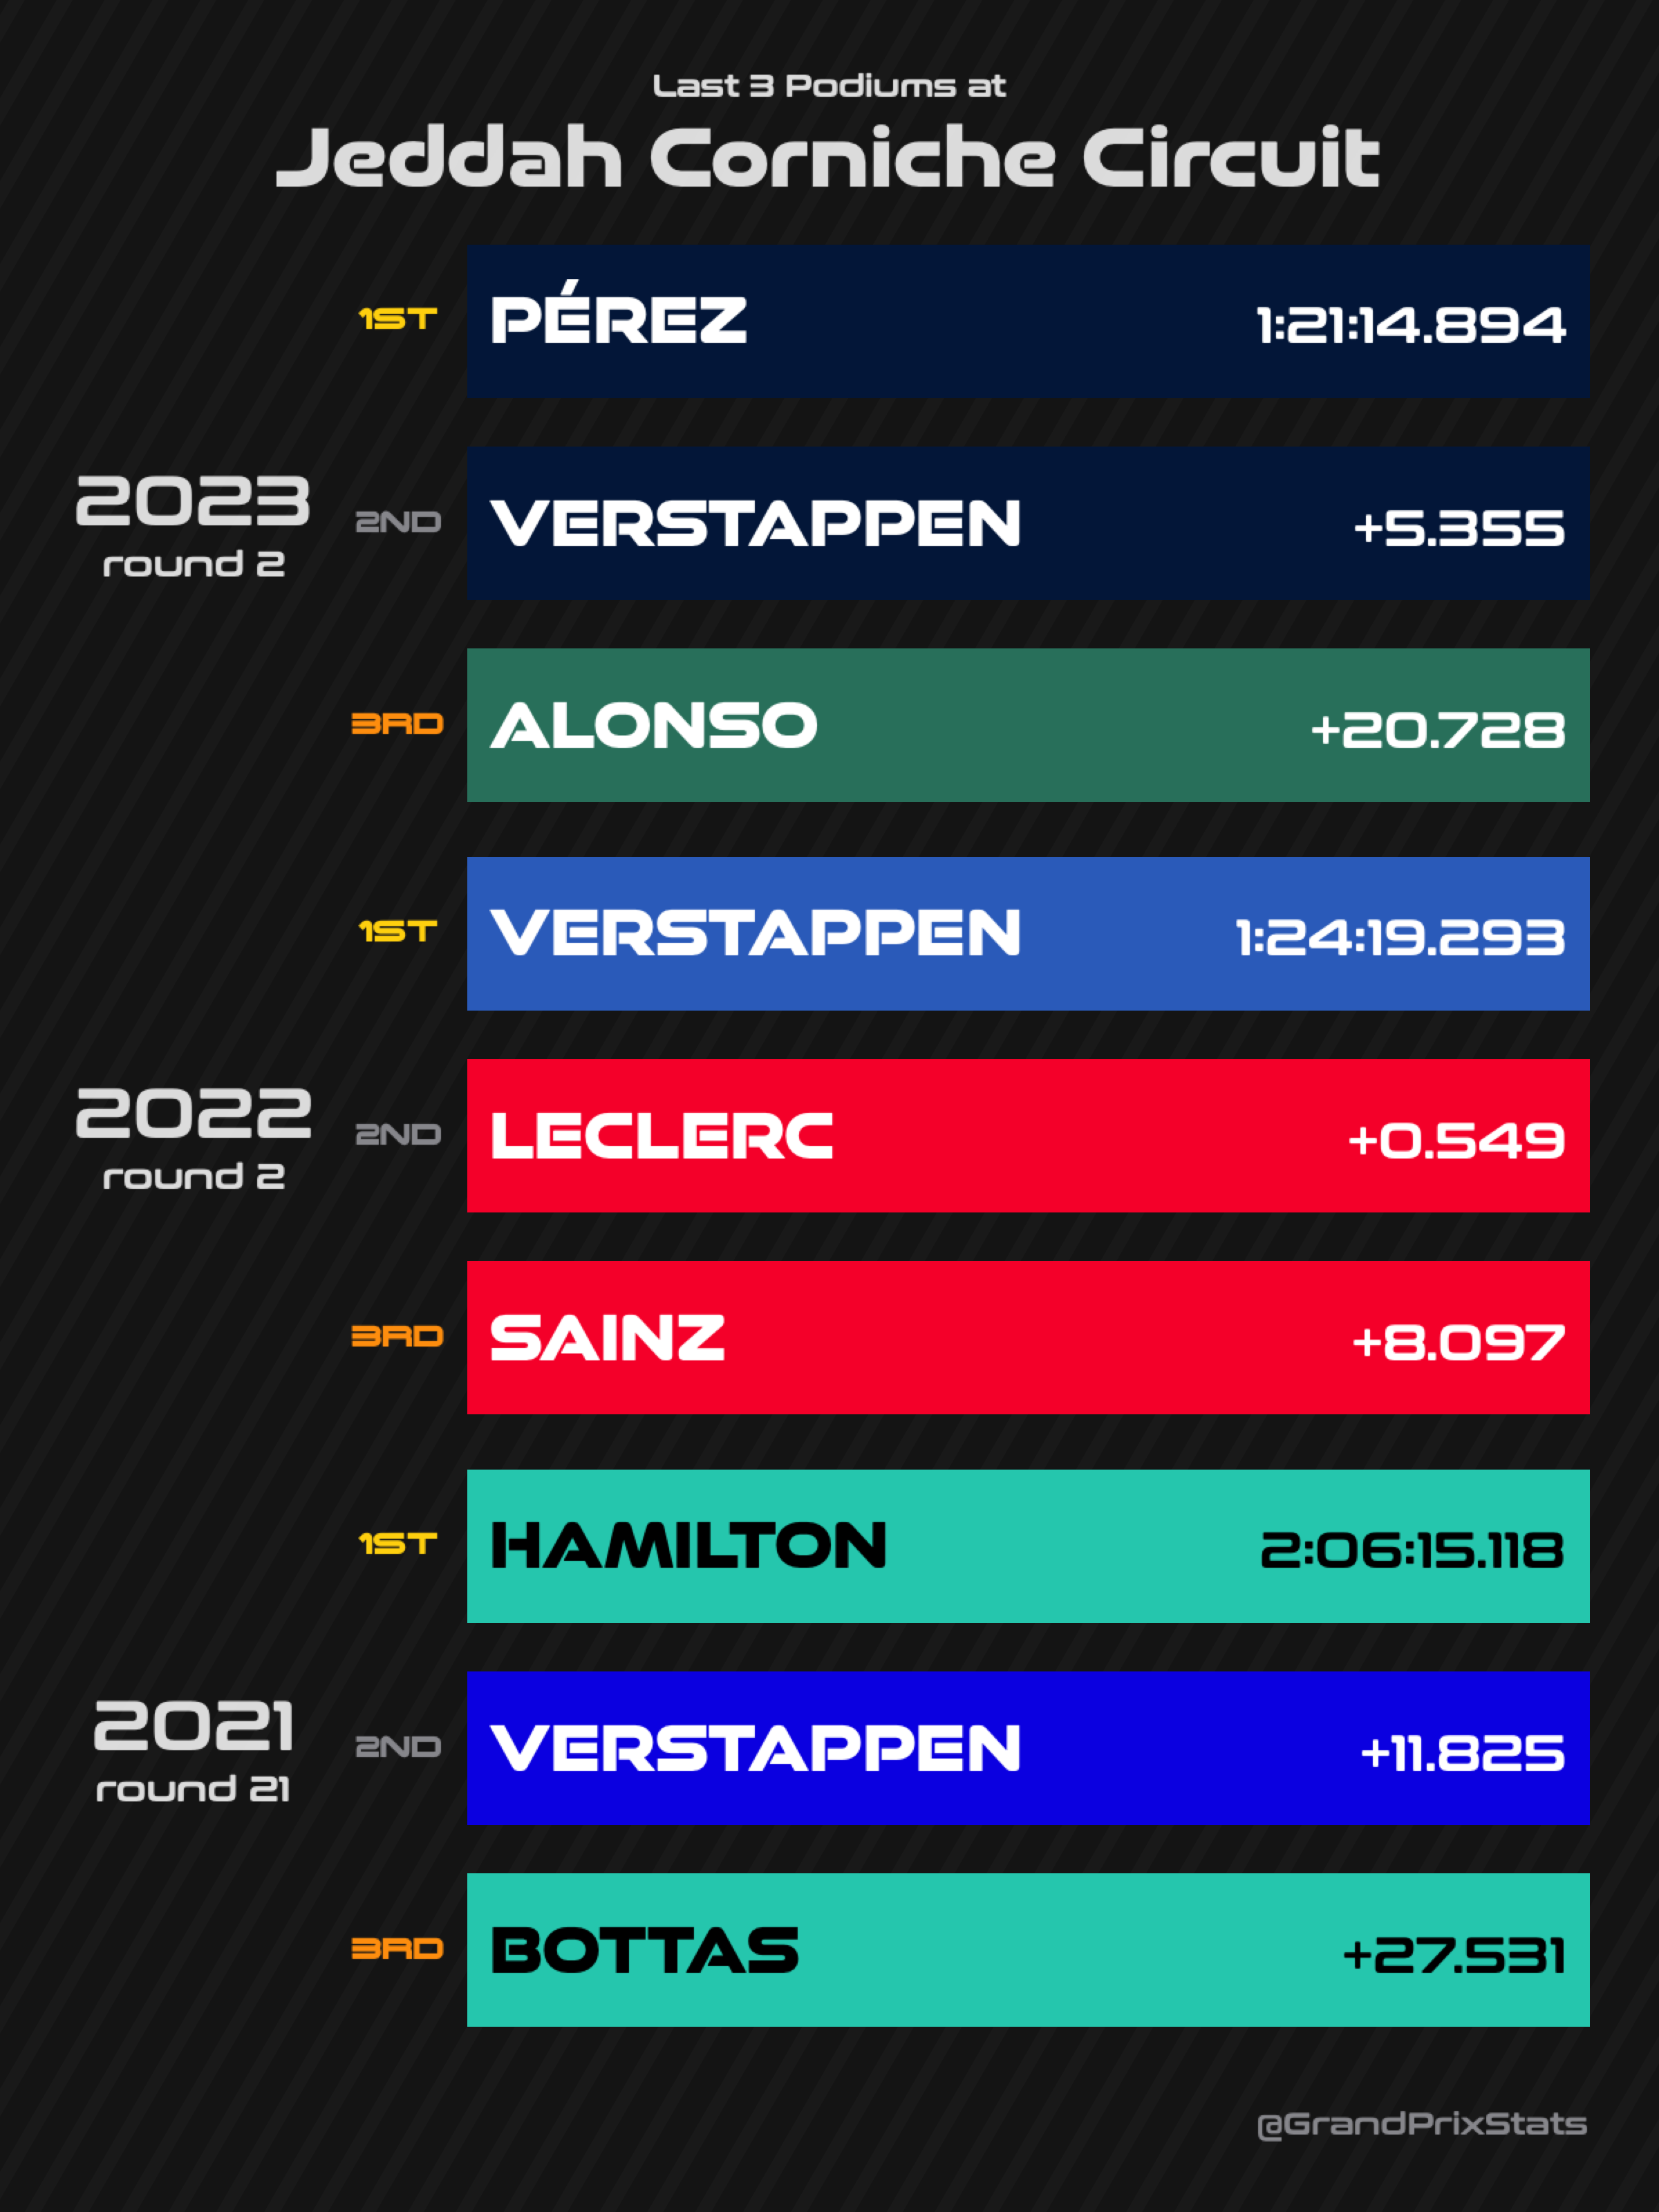 Last 3 Podiums at
Jeddah Corniche Circuit
2023
round 2
1ST PÉREZ 1:21:14.894
2ND VERSTAPPEN +5.355
3RD ALONSO +20.728
2022
round 2
1ST VERSTAPPEN 1:24:19.293
2ND LECLERC +0.549
3RD SAINZ +8.097
2021
round 21
1ST HAMILTON 2:06:15.118
2ND VERSTAPPEN +11.825
3RD BOTTAS +27.531
@GrandPrixStats